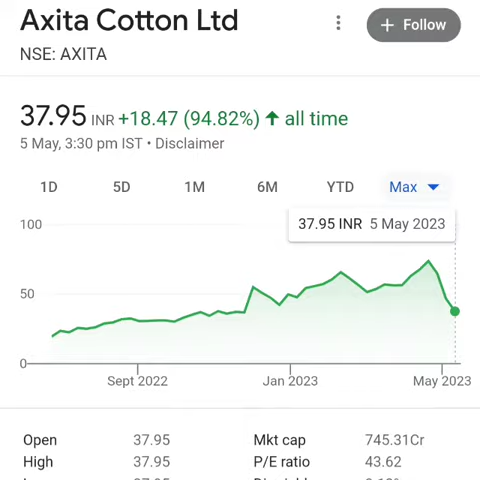 Axita Cotton Ltd
+ Follow
NSE: AXITA
37.95 INR +18.47 (94.82%) ↑ all time
5 May, 3:30 pm IST • Disclaimer
1D 5D 1M 6M YTD Max
100
37.95 INR 5 May 2023
50
0
Sept 2022 Jan 2023 May 2023
Open 37.95 Mkt cap 745.31Cr
High 37.95 P/E ratio 43.62